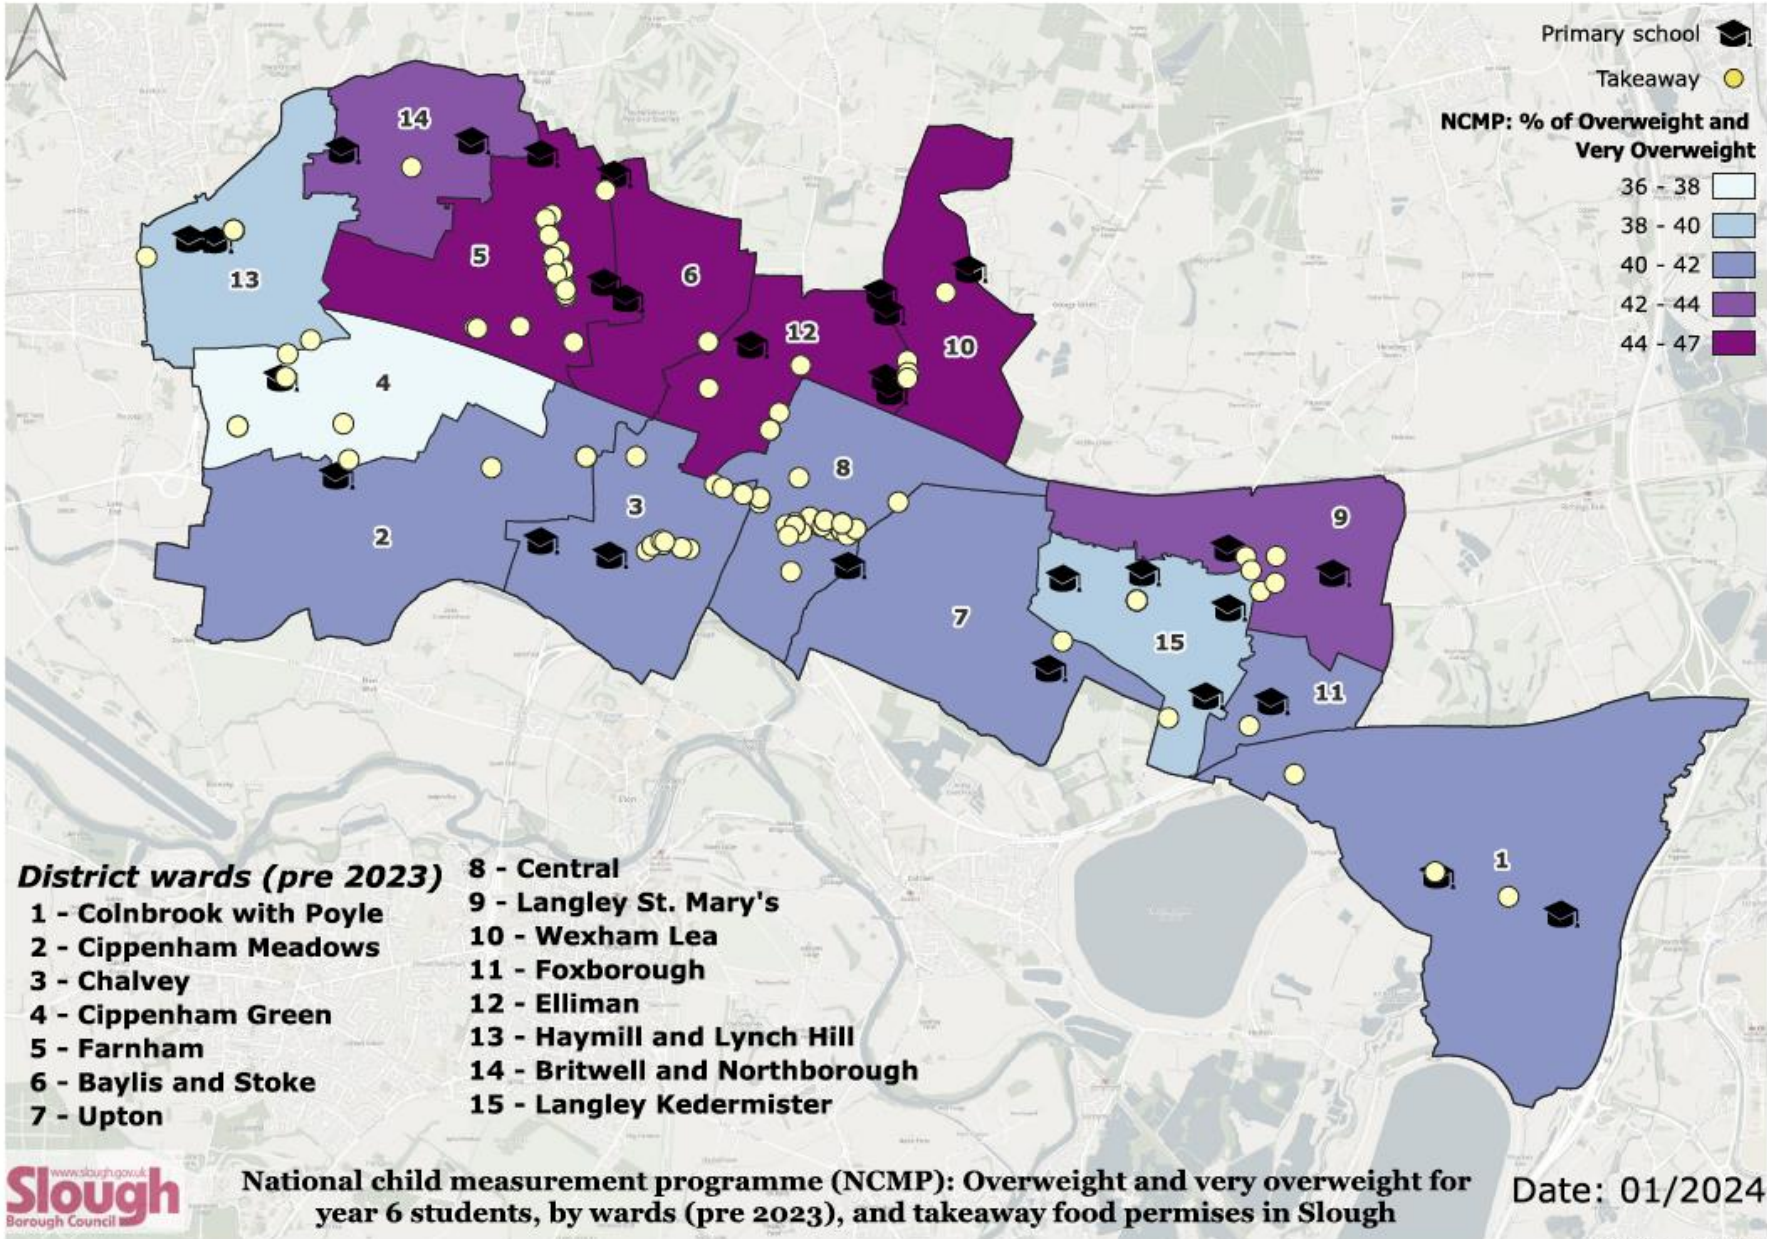 Primary school
Takeaway
NCMP: % of Overweight and
Very Overweight
36 - 38
38 - 40
40 - 42
42 - 44
44 - 47
14
5
6
13
12
10
4
8
9
3
2
7
15
11
1
District wards (pre 2023)
1 - Colnbrook with Poyle
2 - Cippenham Meadows
3 - Chalvey
4 - Cippenham Green
5 - Farnham
6 - Baylis and Stoke
7 - Upton
8 - Central
9 - Langley St. Mary's
10 - Wexham Lea
11 - Foxborough
12 - Elliman
13 - Haymill and Lynch Hill
14 - Britwell and Northborough
15 - Langley Kedermister
www.slough.gov.uk
Slough
Borough Council
National child measurement programme (NCMP): Overweight and very overweight for
year 6 students, by wards (pre 2023), and takeaway food permises in Slough
Date: 01/2024